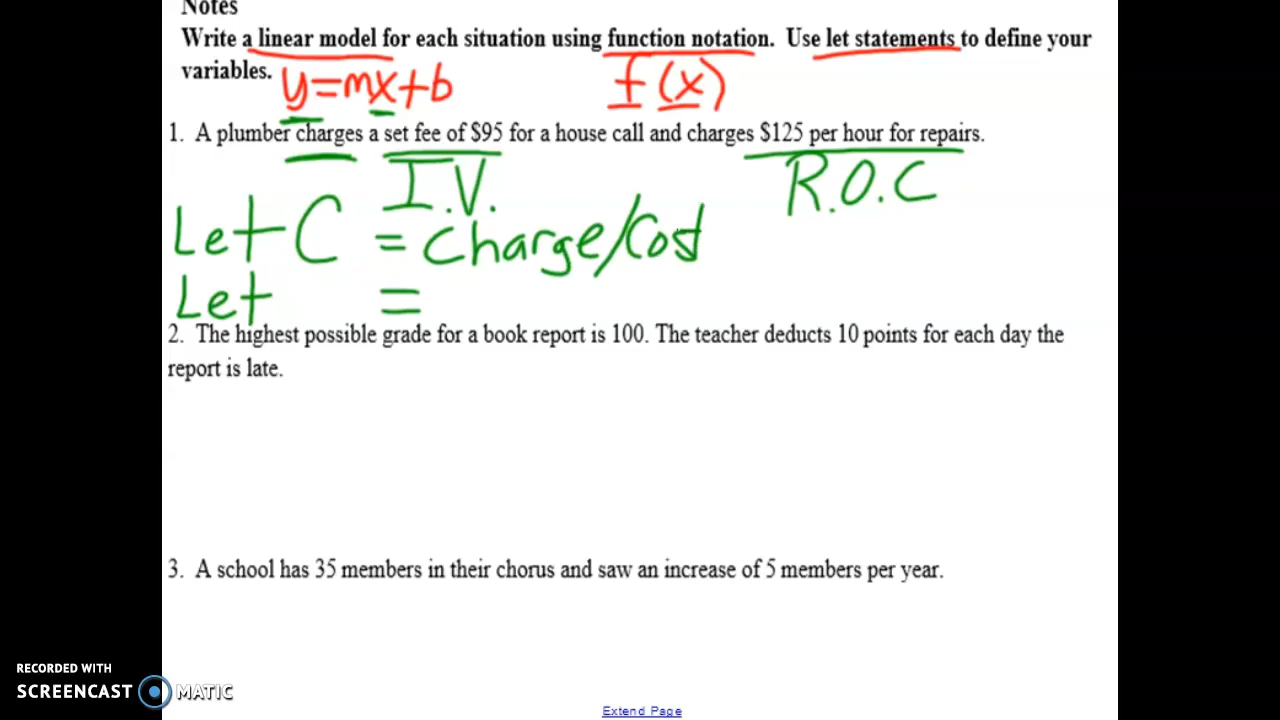 Notes
Write a linear model for each situation using function notation. Use let statements to define your
variables. y=mx+b f(x)
1. A plumber charges a set fee of $95 for a house call and charges $125 per hour for repairs.
I.V. R.O.C
Let C = Charge/Cost
Let =
2. The highest possible grade for a book report is 100. The teacher deducts 10 points for each day the
report is late.
3. A school has 35 members in their chorus and saw an increase of 5 members per year.
RECORDED WITH
SCREENCAST MATIC
Extend Page